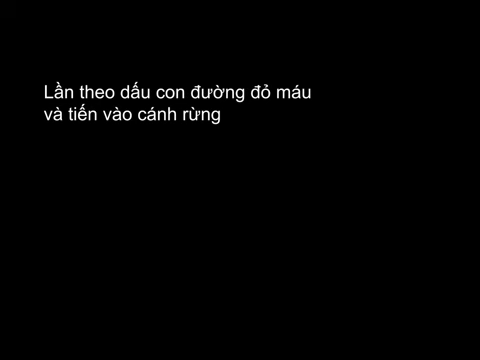 Lần theo dấu con đường đỏ máu
và tiến vào cánh rừng